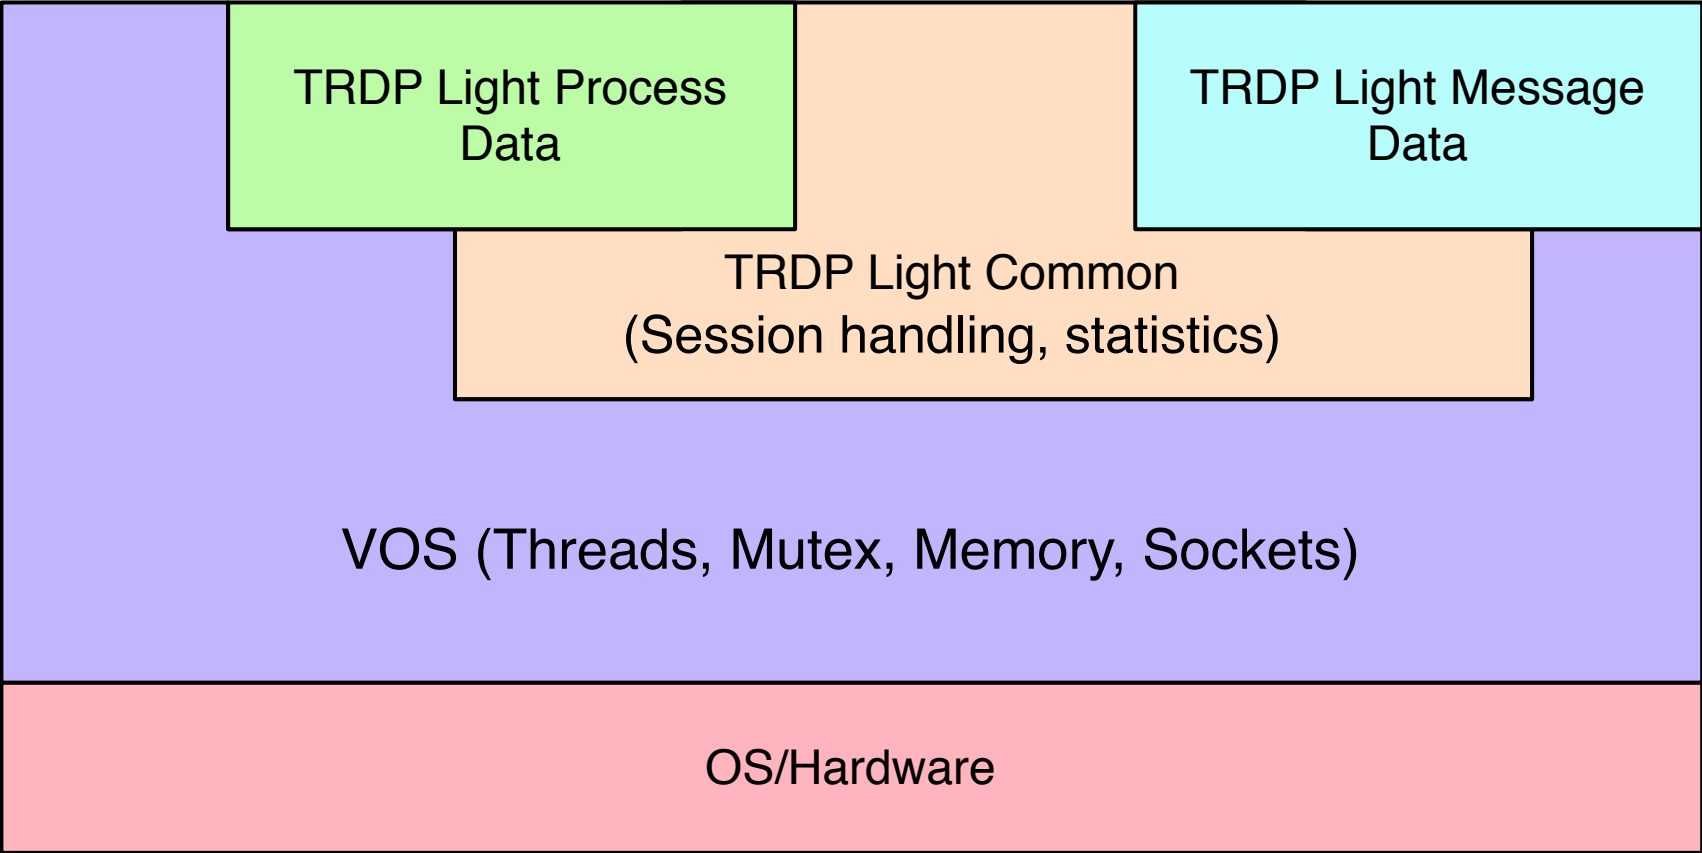 TRDP Light Process
Data
TRDP Light Message
Data
TRDP Light Common
(Session handling, statistics)
VOS (Threads, Mutex, Memory, Sockets)
OS/Hardware